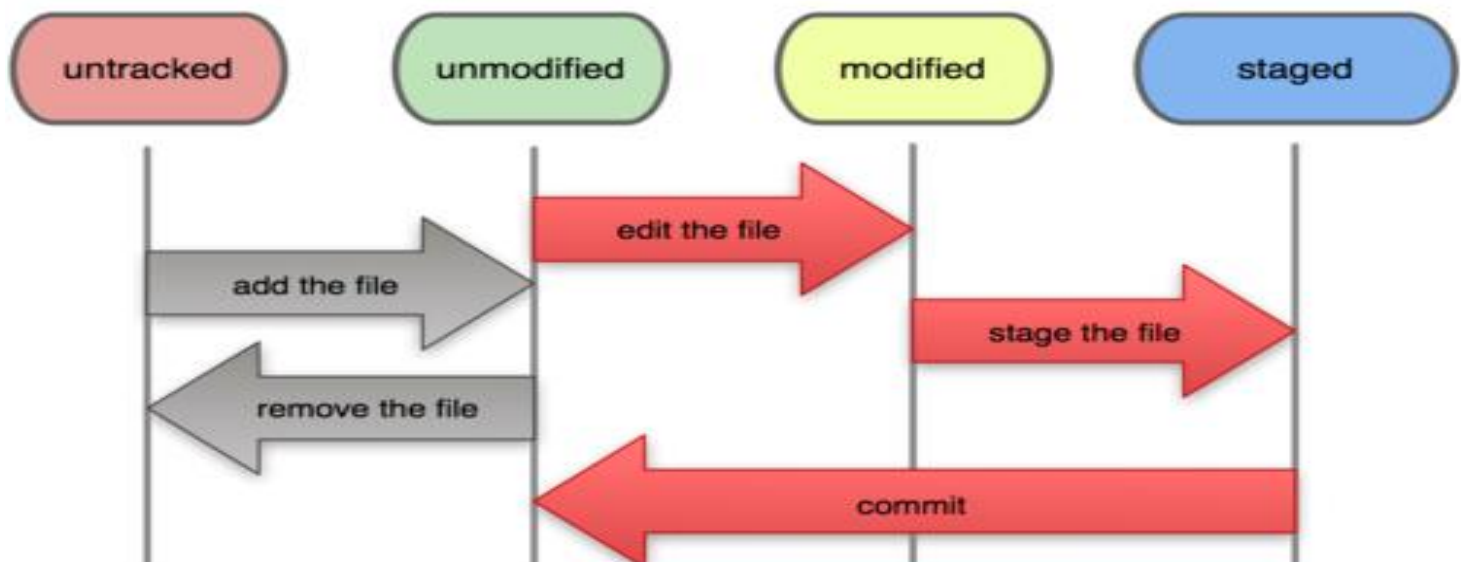 untracked
unmodified
modified
staged
edit the file
add the file
stage the file
remove the file
commit